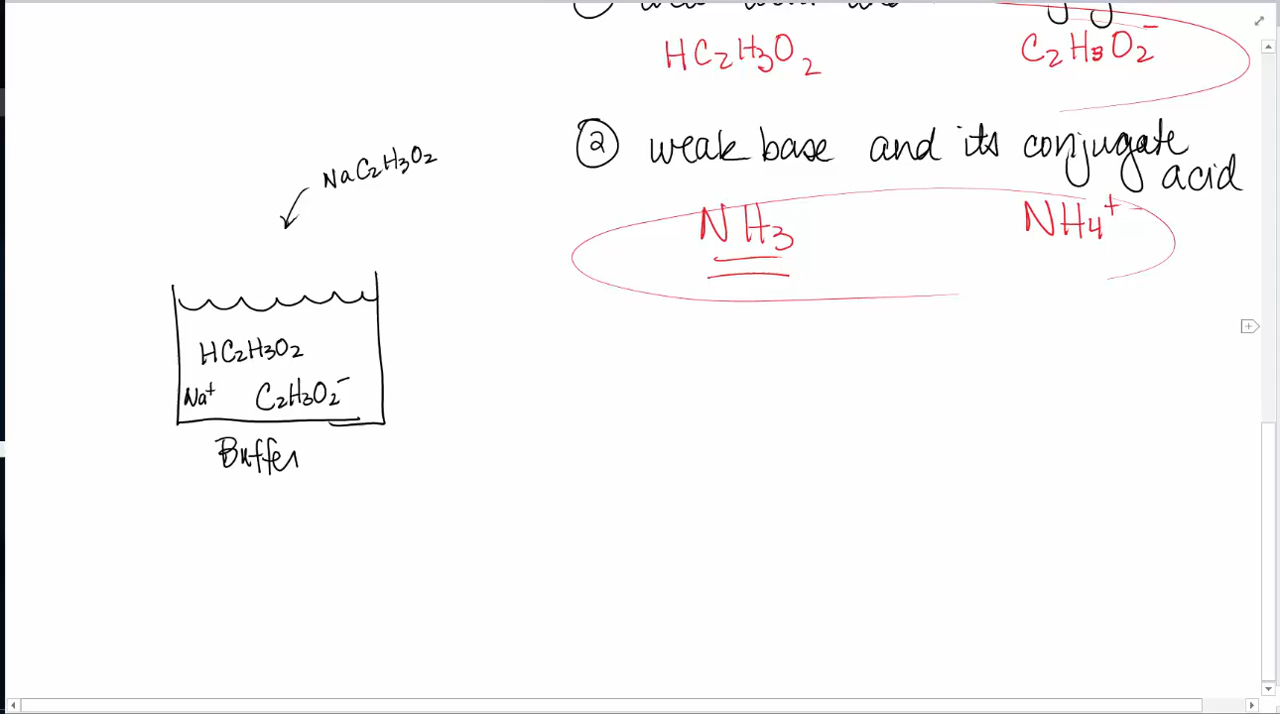 HC₂H₃O₂ C₂H₃O₂⁻
② weak base and its conjugate
acid
NH₃ NH₄⁺
NaC₂H₃O₂
HC₂H₃O₂
Na⁺ C₂H₃O₂⁻
Buffer